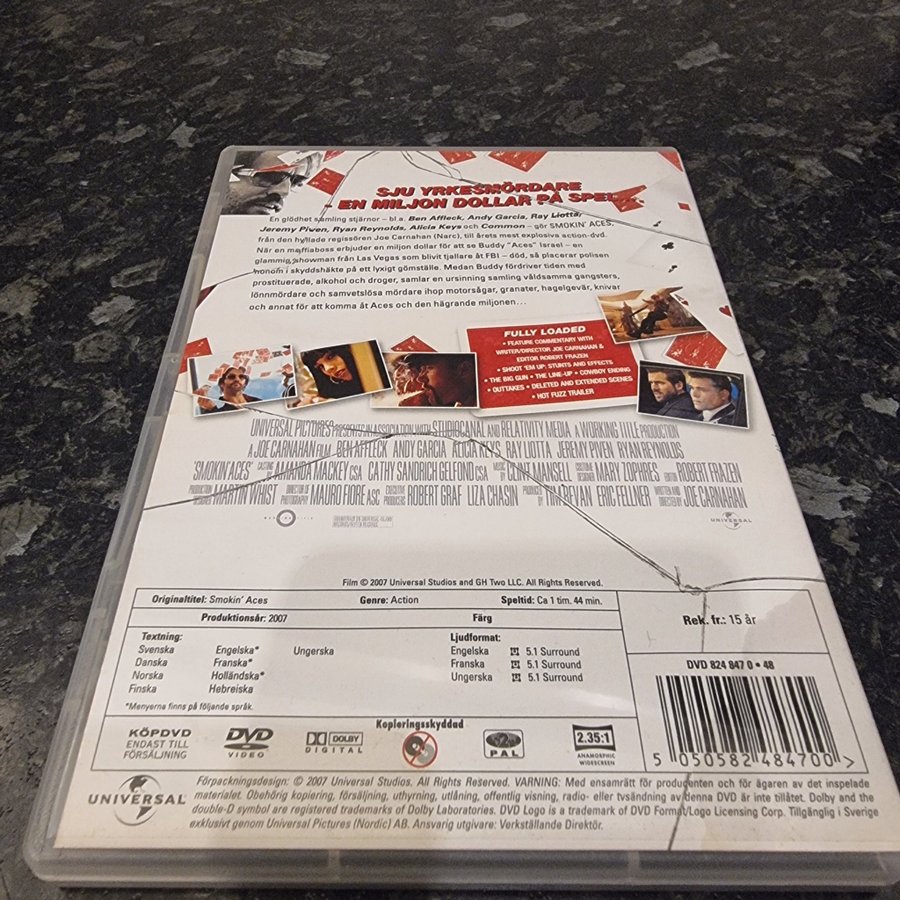 SJU YRKESMÖRDARE
- EN MILJON DOLLAR PÅ SPEL...
En glödhet samling stjärnor – bl.a. Ben Affleck, Andy Garcia, Ray Liotta,
Jeremy Piven, Ryan Reynolds, Alicia Keys och Common – gör SMOKIN' ACES,
från den hyllade regissören Joe Carnahan (Narc), till årets mest explosiva action-dvd.
När en maffiaboss erbjuder en miljon dollar för att se Buddy "Aces" Israel – en
glammig showman från Las Vegas som blivit tjallare åt FBI – död, så placerar polisen
honom i skyddshäkte på ett lyxigt gömställe. Medan Buddy fördriver tiden med
prostituerade, alkohol och droger, samlar en ursinning samling våldsamma gangsters,
lönnmördare och samvetslösa mördare ihop motorsågar, granater, hagelgevär, knivar
och annat för att komma åt Aces och den hägrande miljonen...
FULLY LOADED
• FEATURE COMMENTARY WITH
WRITER/DIRECTOR JOE CARNAHAN &
EDITOR ROBERT FRAZEN
• SHOOT 'EM UP: STUNTS AND EFFECTS
• THE BIG GUN • THE LINE-UP • COWBOY ENDING
• OUTTAKES • DELETED AND EXTENDED SCENES
• HOT FUZZ TRAILER
UNIVERSAL PICTURES PRESENTS IN ASSOCIATION WITH STUDIOCANAL AND RELATIVITY MEDIA A WORKING TITLE PRODUCTION
A JOE CARNAHAN FILM BEN AFFLECK ANDY GARCIA ALICIA KEYS RAY LIOTTA JEREMY PIVEN RYAN REYNOLDS
'SMOKIN' ACES' CASTING BY AMANDA MACKEY CSA CATHY SANDRICH GELFOND CSA MUSIC BY CLINT MANSELL COSTUME DESIGNER MARY ZOPHRES EDITOR ROBERT FRAZEN
PRODUCTION DESIGNER MARTIN WHIST DIRECTOR OF PHOTOGRAPHY MAURO FIORE ASC EXECUTIVE PRODUCERS ROBERT GRAF LIZA CHASIN PRODUCED BY TIM BEVAN ERIC FELLNER WRITTEN AND DIRECTED BY JOE CARNAHAN
UNIVERSAL
Film © 2007 Universal Studios and GH Two LLC. All Rights Reserved.
Originaltitel: Smokin' Aces Genre: Action Speltid: Ca 1 tim. 44 min.
Produktionsår: 2007 Färg
Rek. fr.: 15 år
Textning:
Svenska Engelska* Ungerska
Danska Franska*
Norska Holländska*
Finska Hebreiska
*Menyerna finns på följande språk.
Ljudformat:
Engelska 5.1 Surround
Franska 5.1 Surround
Ungerska 5.1 Surround
DVD 824 847 0 • 48
5 050582 484700 >
KÖPDVD
ENDAST TILL
FÖRSÄLJNING
DVD
VIDEO
DOLBY
DIGITAL
Kopieringsskyddad
PAL
2.35:1
ANAMORPHIC
WIDESCREEN
UNIVERSAL
Förpackningsdesign: © 2007 Universal Studios. All Rights Reserved. VARNING: Med ensamrätt för producenten och för ägaren av det inspelade
materialet. Obehörig kopiering, försäljning, uthyrning, utlåning, offentlig visning, radio- eller tvsändning av denna DVD är inte tillåtet. Dolby and the
double-D symbol are registered trademarks of Dolby Laboratories. DVD Logo is a trademark of DVD Format/Logo Licensing Corp. Tillgänglig i Sverige
exklusivt genom Universal Pictures (Nordic) AB. Ansvarig utgivare: Verkställande Direktör.